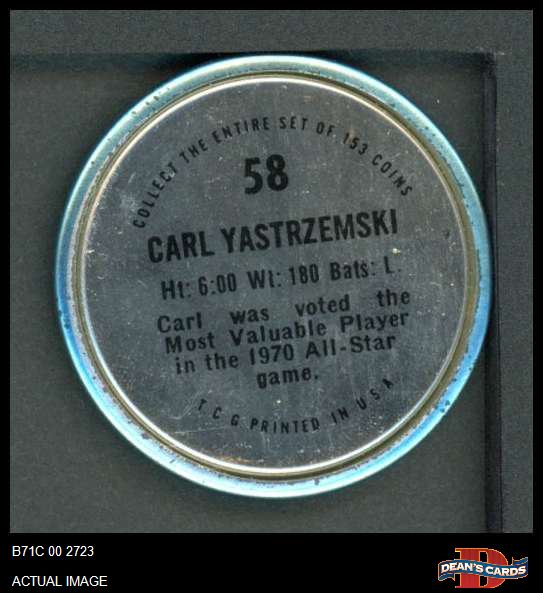 COLLECT THE ENTIRE SET OF 153 COINS
58
CARL YASTRZEMSKI
Ht: 6:00 Wt: 180 Bats: L.
Carl was voted the
Most Valuable Player
in the 1970 All-Star
game.
T C G PRINTED IN U.S.A.
B71C 00 2723
ACTUAL IMAGE
DEAN'S CARDS